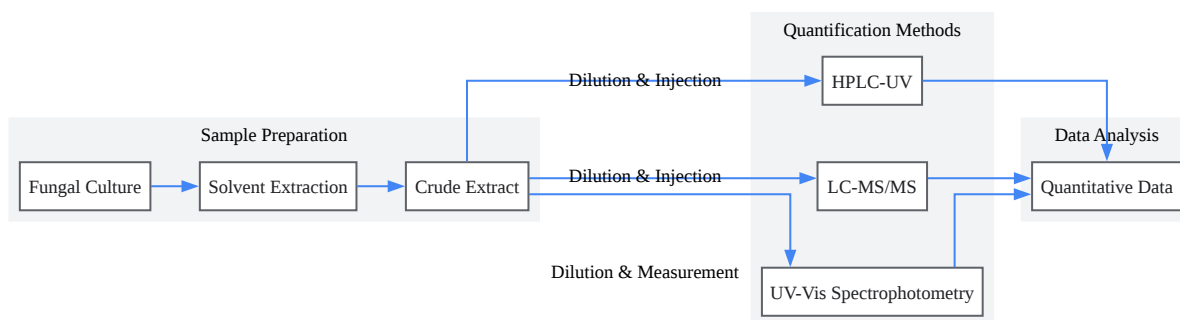 Quantification Methods
Dilution & Injection
HPLC-UV
Sample Preparation
Data Analysis
Fungal Culture
Solvent Extraction
Crude Extract
Dilution & Injection
LC-MS/MS
Quantitative Data
Dilution & Measurement
UV-Vis Spectrophotometry